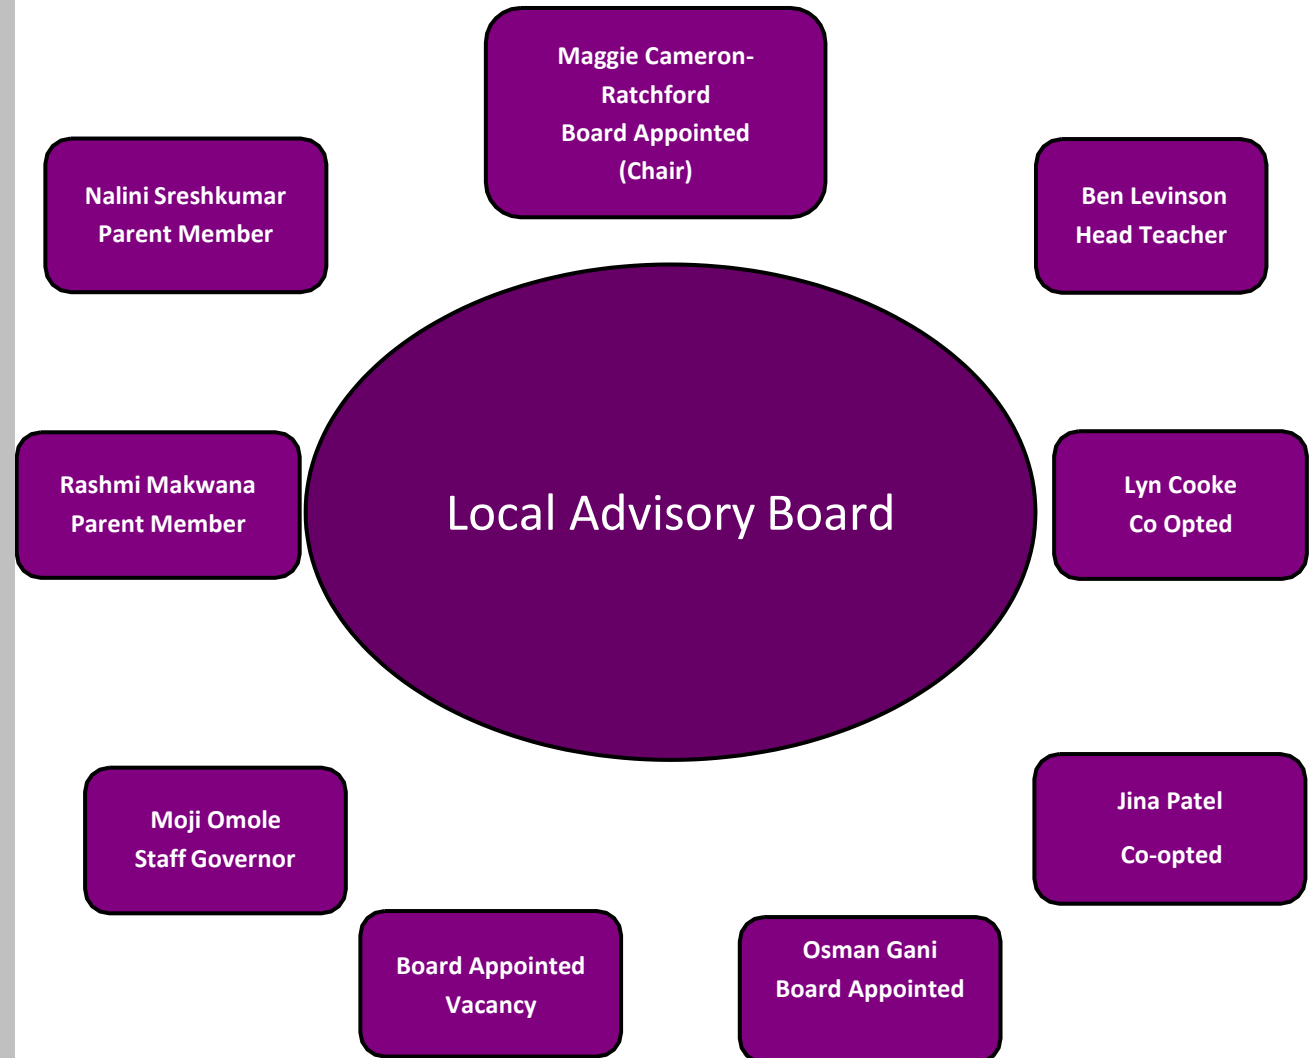 Maggie Cameron-
Ratchford
Board Appointed
(Chair)
Nalini Sreshkumar
Parent Member
Ben Levinson
Head Teacher
Rashmi Makwana
Parent Member
Local Advisory Board
Lyn Cooke
Co Opted
Moji Omole
Staff Governor
Jina Patel
Co-opted
Board Appointed
Vacancy
Osman Gani
Board Appointed